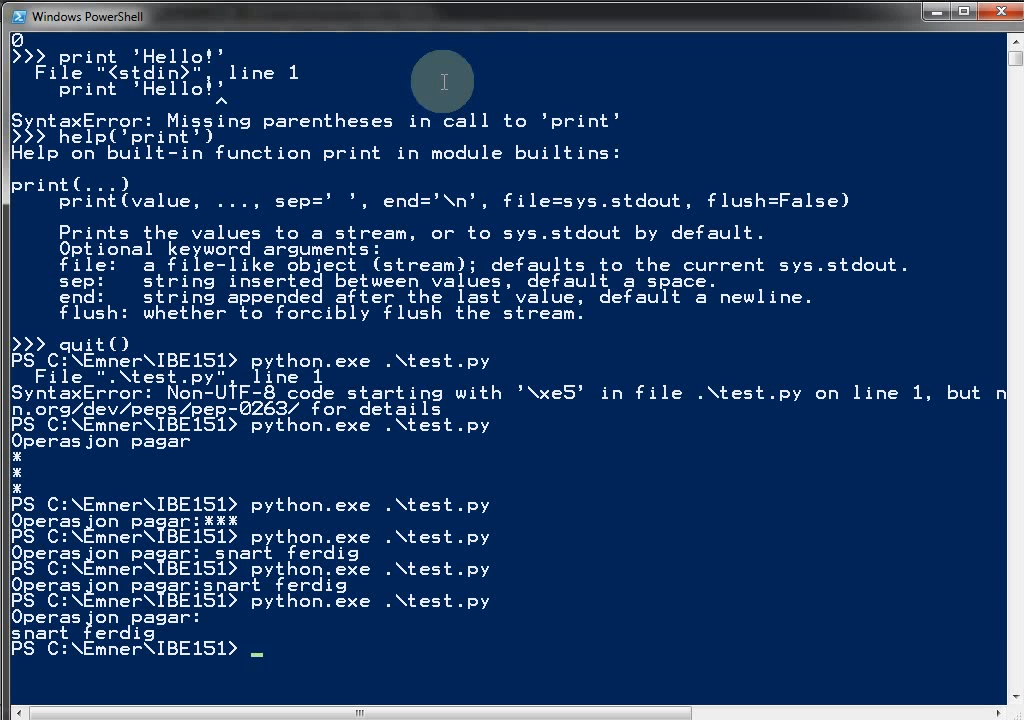 Windows PowerShell
0
>>> print 'Hello!'
  File "<stdin>", line 1
    print 'Hello!'
                 ^
SyntaxError: Missing parentheses in call to 'print'
>>> help('print')
Help on built-in function print in module builtins:
print(...)
    print(value, ..., sep=' ', end='\n', file=sys.stdout, flush=False)
    Prints the values to a stream, or to sys.stdout by default.
    Optional keyword arguments:
    file:  a file-like object (stream); defaults to the current sys.stdout.
    sep:   string inserted between values, default a space.
    end:   string appended after the last value, default a newline.
    flush: whether to forcibly flush the stream.
>>> quit()
PS C:\Emner\IBE151> python.exe .\test.py
  File ".\test.py", line 1
SyntaxError: Non-UTF-8 code starting with '\xe5' in file .\test.py on line 1, but n
n.org/dev/peps/pep-0263/ for details
PS C:\Emner\IBE151> python.exe .\test.py
Operasjon pagar
*
*
*
PS C:\Emner\IBE151> python.exe .\test.py
Operasjon pagar:***
PS C:\Emner\IBE151> python.exe .\test.py
Operasjon pagar: snart ferdig
PS C:\Emner\IBE151> python.exe .\test.py
Operasjon pagar:snart ferdig
PS C:\Emner\IBE151> python.exe .\test.py
Operasjon pagar:
snart ferdig
PS C:\Emner\IBE151> _